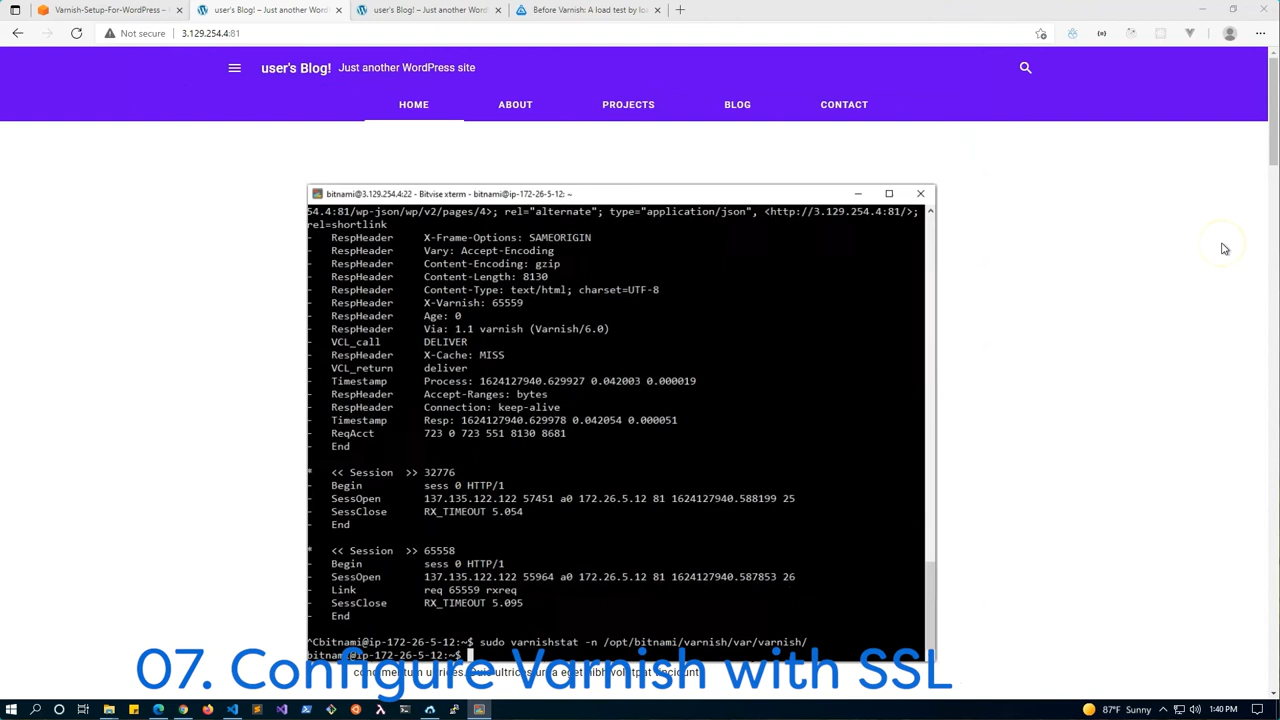 Varnish-Setup-For-WordPress –
user's Blog! – Just another Word
user's Blog! – Just another Word
Before Varnish: A load test by loa
Not secure
3.129.254.4:81
user's Blog!
Just another WordPress site
HOME
ABOUT
PROJECTS
BLOG
CONTACT
bitnami@3.129.254.4:22 - Bitvise xterm - bitnami@ip-172-26-5-12: ~
54.4:81/wp-json/wp/v2/pages/4>; rel="alternate"; type="application/json", <http://3.129.254.4:81/>;
rel=shortlink
-   RespHeader     X-Frame-Options: SAMEORIGIN
-   RespHeader     Vary: Accept-Encoding
-   RespHeader     Content-Encoding: gzip
-   RespHeader     Content-Length: 8130
-   RespHeader     Content-Type: text/html; charset=UTF-8
-   RespHeader     X-Varnish: 65559
-   RespHeader     Age: 0
-   RespHeader     Via: 1.1 varnish (Varnish/6.0)
-   VCL_call       DELIVER
-   RespHeader     X-Cache: MISS
-   VCL_return     deliver
-   Timestamp      Process: 1624127940.629927 0.042003 0.000019
-   RespHeader     Accept-Ranges: bytes
-   RespHeader     Connection: keep-alive
-   Timestamp      Resp: 1624127940.629978 0.042054 0.000051
-   ReqAcct        723 0 723 551 8130 8681
-   End
*   << Session  >> 32776
-   Begin          sess 0 HTTP/1
-   SessOpen       137.135.122.122 57451 a0 172.26.5.12 81 1624127940.588199 25
-   SessClose      RX_TIMEOUT 5.054
-   End
*   << Session  >> 65558
-   Begin          sess 0 HTTP/1
-   SessOpen       137.135.122.122 55964 a0 172.26.5.12 81 1624127940.587853 26
-   Link           req 65559 rxreq
-   SessClose      RX_TIMEOUT 5.095
-   End
^Cbitnami@ip-172-26-5-12:~$ sudo varnishstat -n /opt/bitnami/varnish/var/varnish/
bitnami@ip-172-26-5-12:~$
07. Configure Varnish with SSL
87°F Sunny
1:40 PM